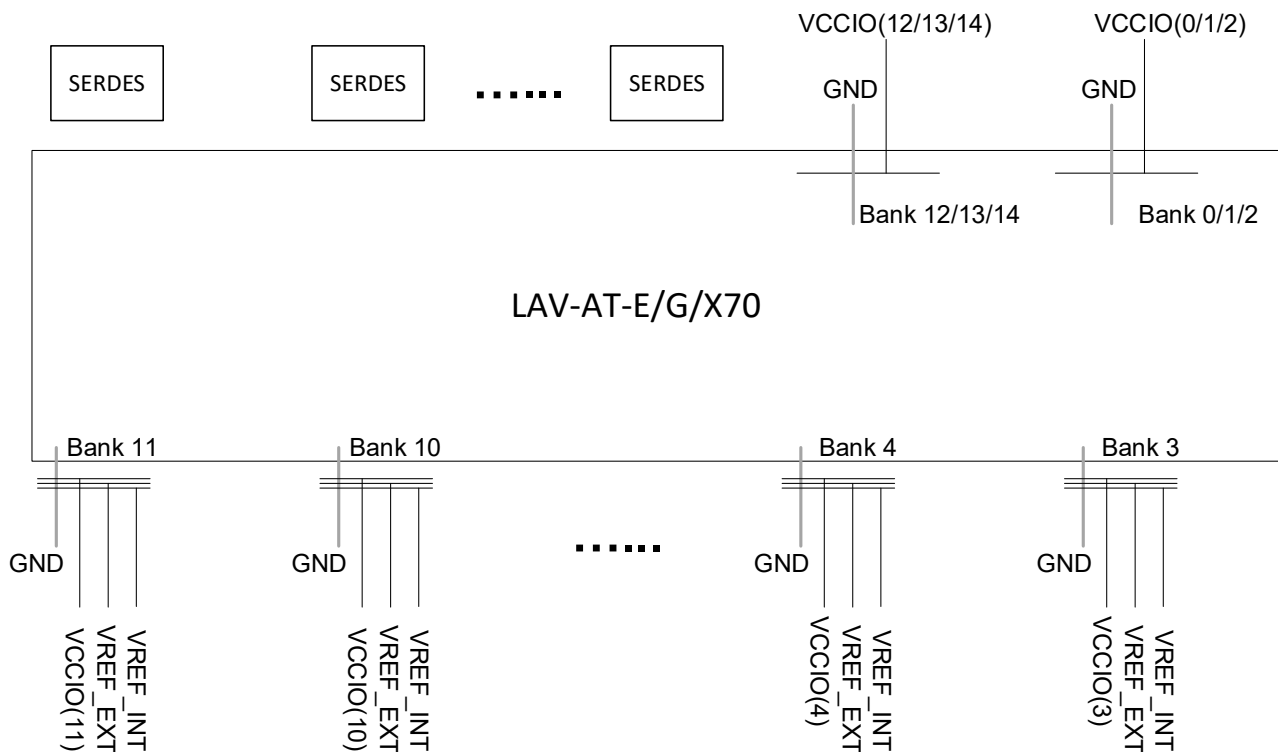 VCCIO(12/13/14)
VCCIO(0/1/2)
SERDES
SERDES
SERDES
GND
GND
Bank 12/13/14
Bank 0/1/2
LAV-AT-E/G/X70
Bank 11
Bank 10
Bank 4
Bank 3
GND
GND
GND
GND
VCCIO(11)
VREF_EXT
VREF_INT
VCCIO(10)
VREF_EXT
VREF_INT
VCCIO(4)
VREF_EXT
VREF_INT
VCCIO(3)
VREF_EXT
VREF_INT